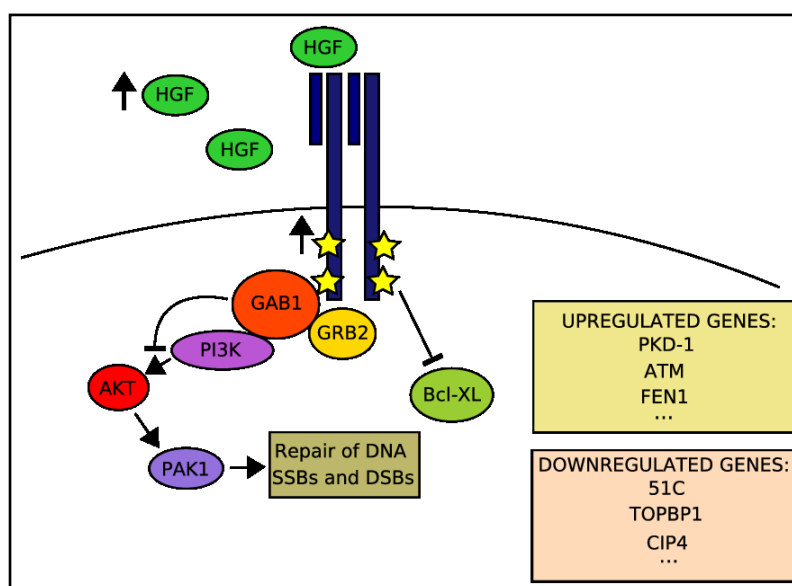 HGF
HGF
HGF
GAB1
GRB2
PI3K
AKT
Bcl-XL
PAK1
Repair of DNA
SSBs and DSBs
UPREGULATED GENES:
PKD-1
ATM
FEN1
...
DOWNREGULATED GENES:
51C
TOPBP1
CIP4
...